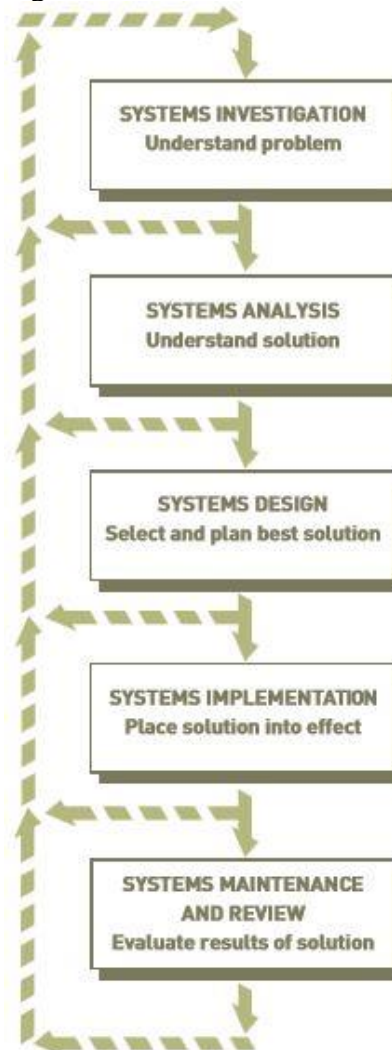 SYSTEMS INVESTIGATION
Understand problem
SYSTEMS ANALYSIS
Understand solution
SYSTEMS DESIGN
Select and plan best solution
SYSTEMS IMPLEMENTATION
Place solution into effect
SYSTEMS MAINTENANCE
AND REVIEW
Evaluate results of solution